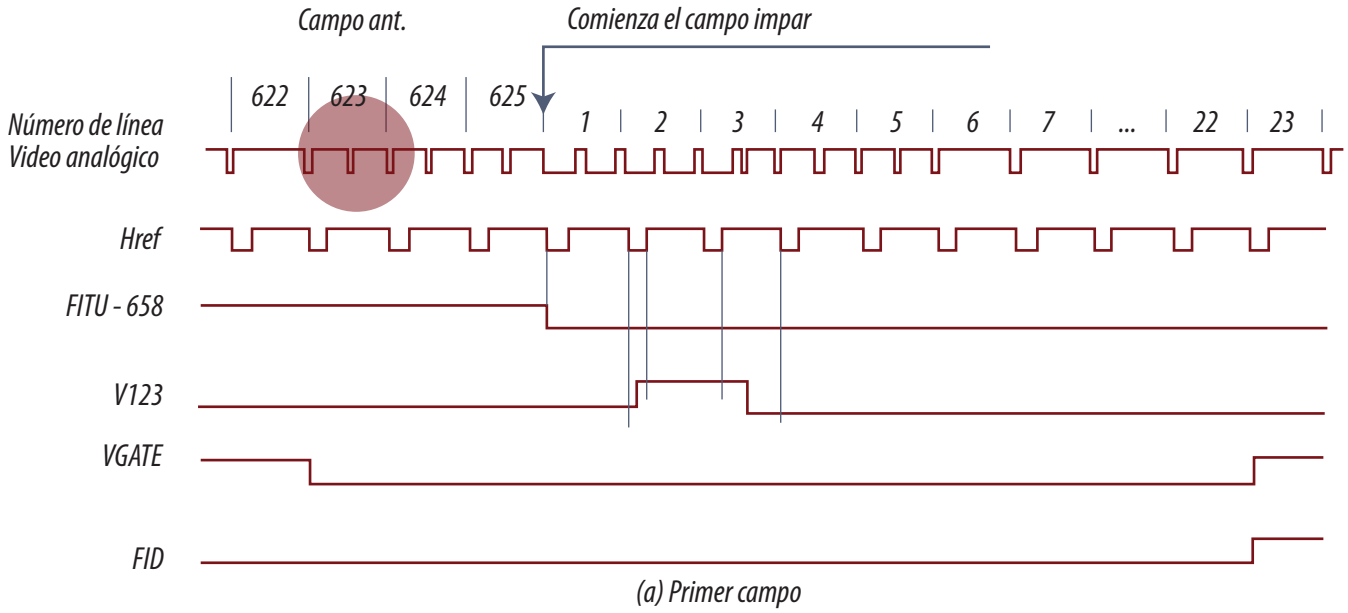 Campo ant.
Comienza el campo impar
622 623 624 625 1 2 3 4 5 6 7 ... 22 23
Número de línea
Video analógico
Href
FITU - 658
V123
VGATE
FID
(a) Primer campo